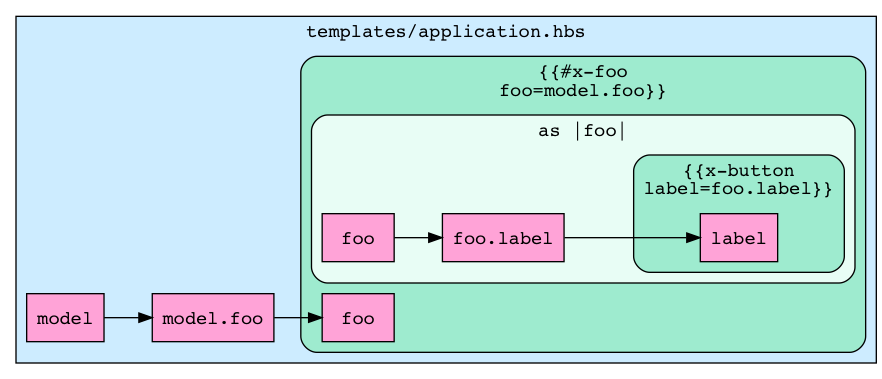 templates/application.hbs
{{#x-foo
foo=model.foo}}
as |foo|
{{x-button
label=foo.label}}
foo
foo.label
label
model
model.foo
foo